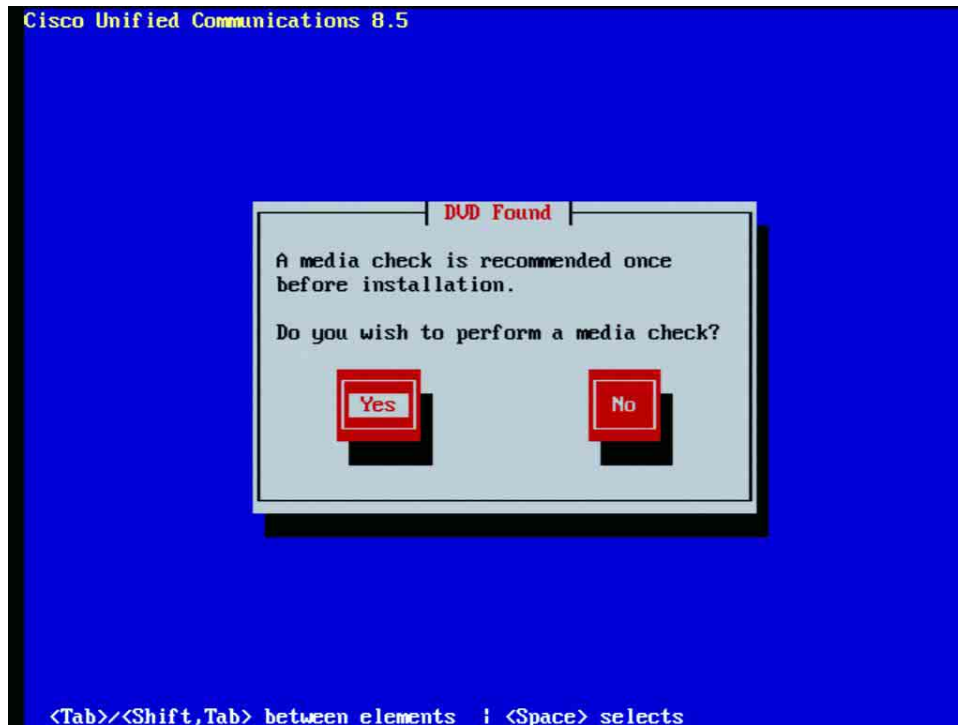 Cisco Unified Communications 8.5
DVD Found
A media check is recommended once
before installation.
Do you wish to perform a media check?
Yes No
<Tab>/<Shift,Tab> between elements | <Space> selects